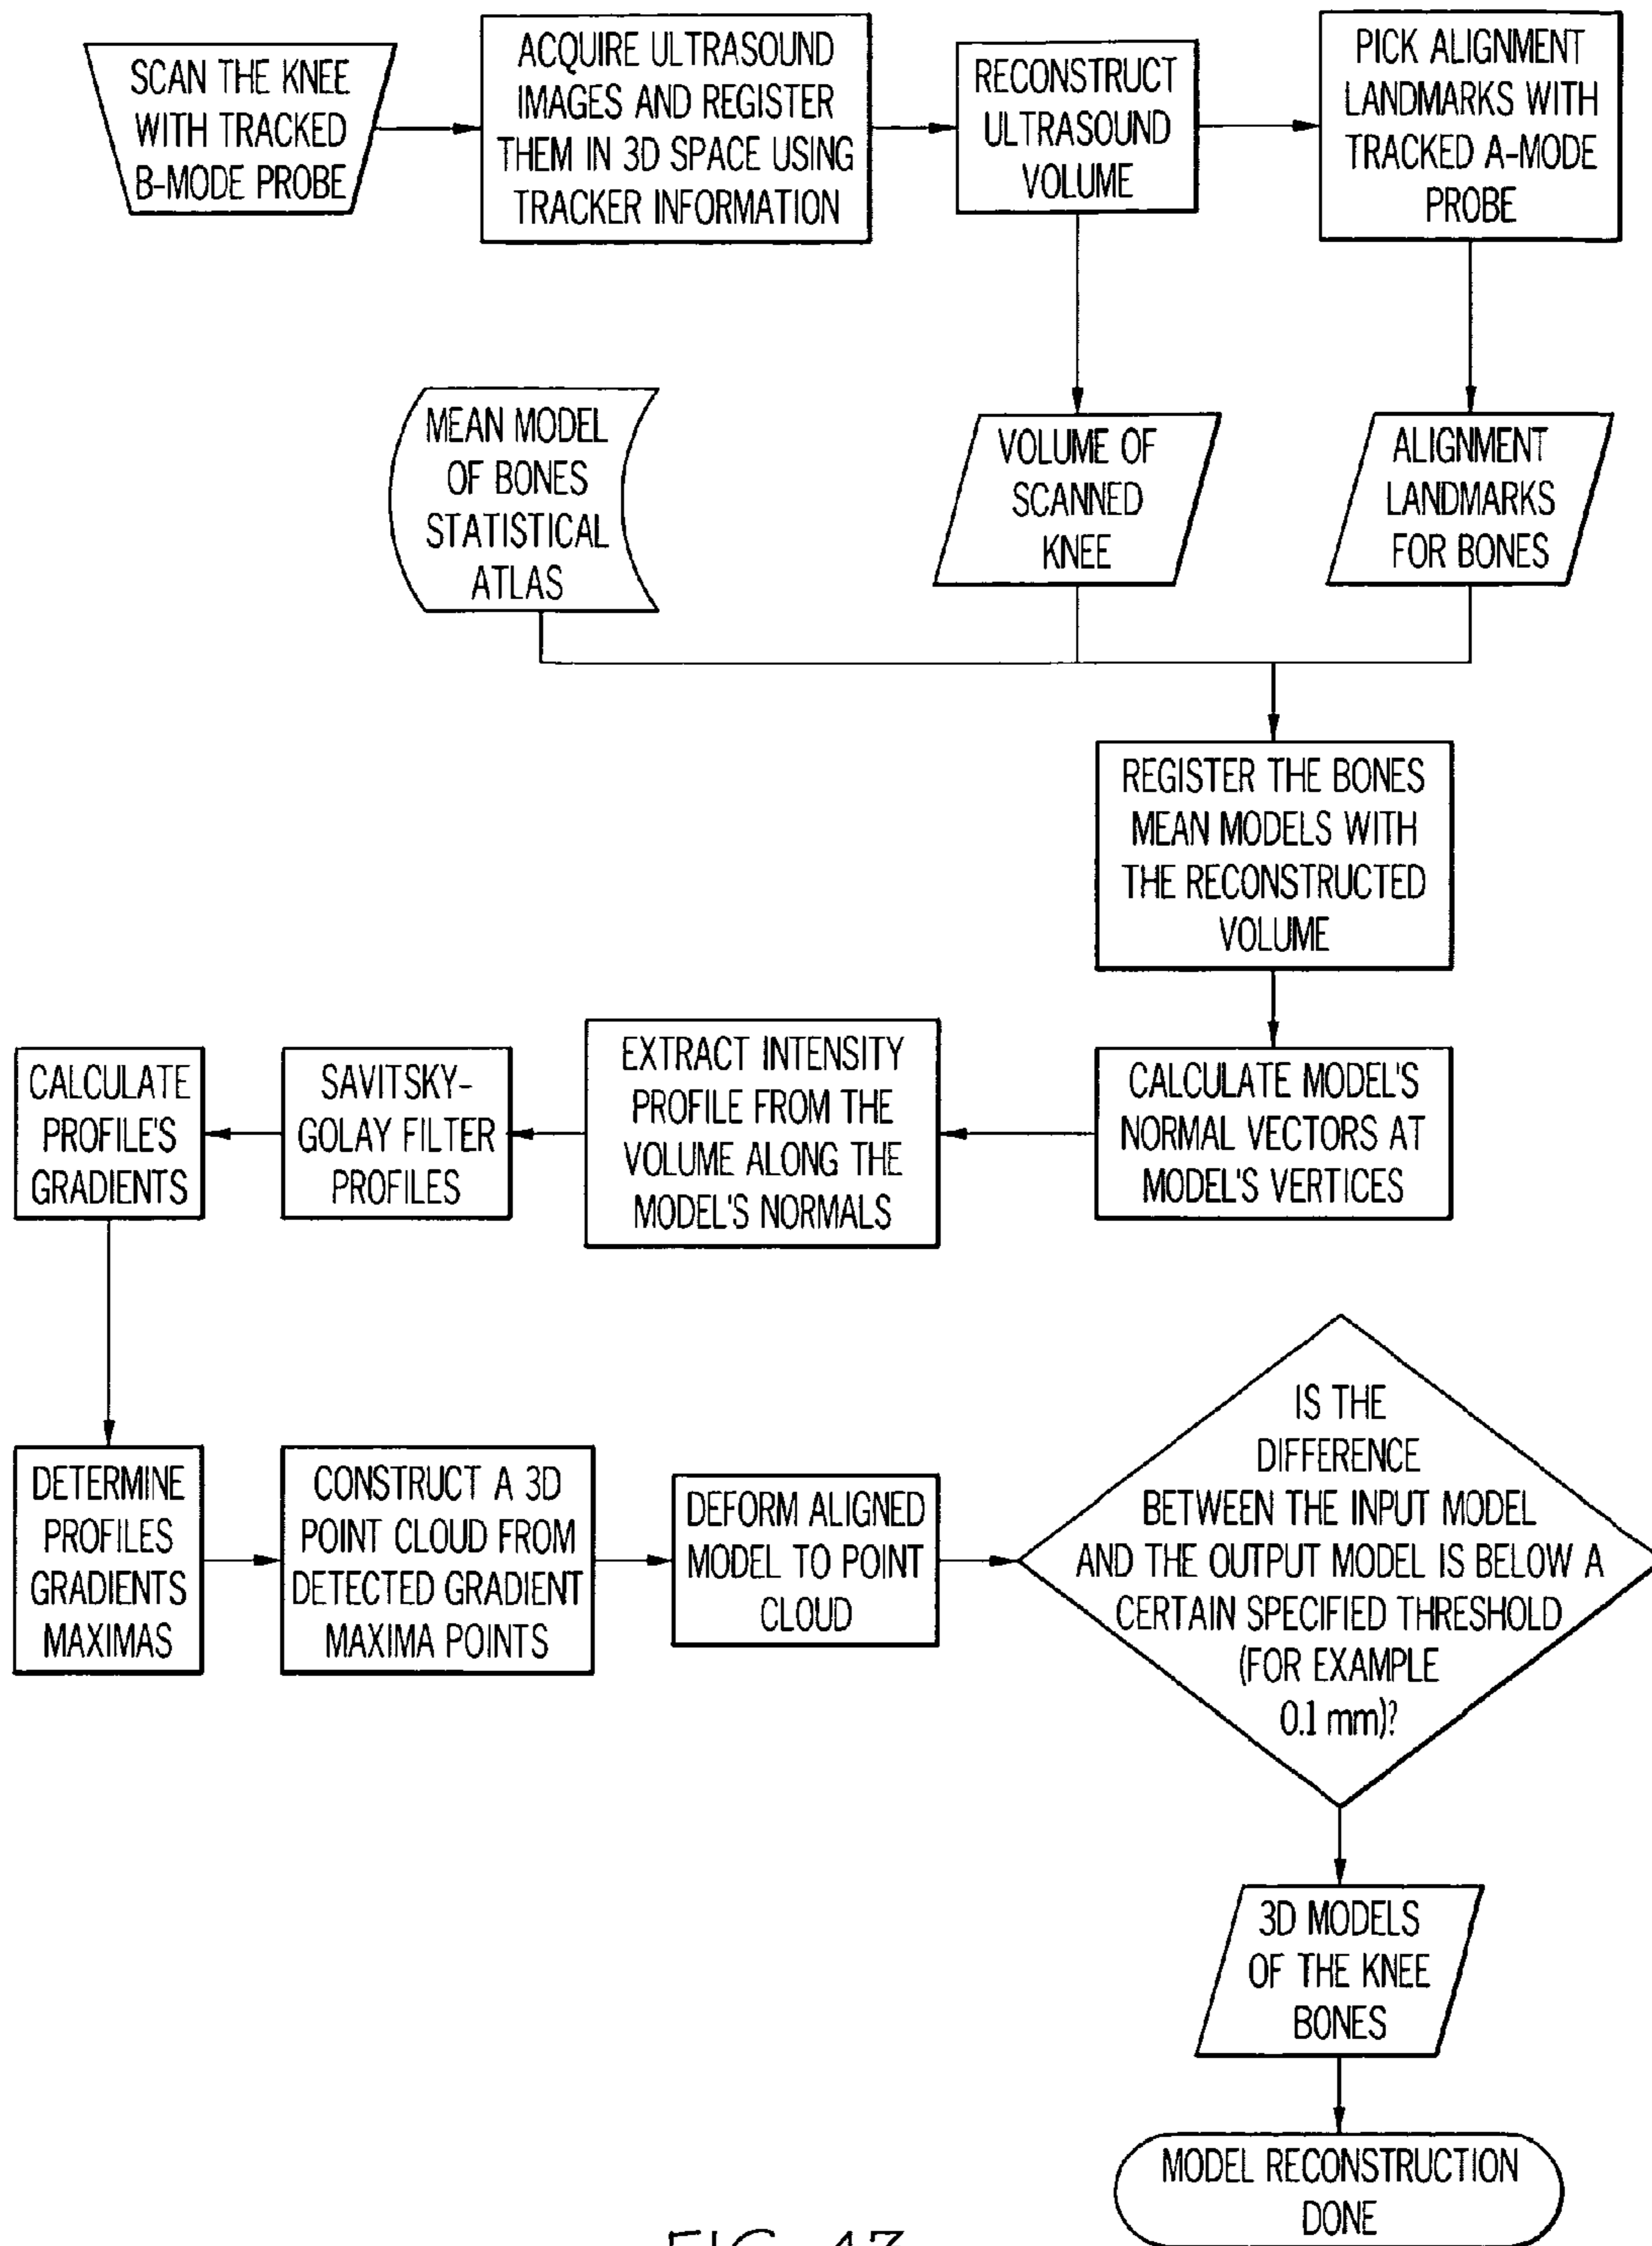 SCAN THE KNEE
WITH TRACKED
B-MODE PROBE
ACQUIRE ULTRASOUND
IMAGES AND REGISTER
THEM IN 3D SPACE USING
TRACKER INFORMATION
RECONSTRUCT
ULTRASOUND
VOLUME
PICK ALIGNMENT
LANDMARKS WITH
TRACKED A-MODE
PROBE
MEAN MODEL
OF BONES
STATISTICAL
ATLAS
VOLUME OF
SCANNED
KNEE
ALIGNMENT
LANDMARKS
FOR BONES
REGISTER THE BONES
MEAN MODELS WITH
THE RECONSTRUCTED
VOLUME
CALCULATE MODEL'S
NORMAL VECTORS AT
MODEL'S VERTICES
EXTRACT INTENSITY
PROFILE FROM THE
VOLUME ALONG THE
MODEL'S NORMALS
SAVITSKY-
GOLAY FILTER
PROFILES
CALCULATE
PROFILE'S
GRADIENTS
DETERMINE
PROFILES
GRADIENTS
MAXIMAS
CONSTRUCT A 3D
POINT CLOUD FROM
DETECTED GRADIENT
MAXIMA POINTS
DEFORM ALIGNED
MODEL TO POINT
CLOUD
IS THE
DIFFERENCE
BETWEEN THE INPUT MODEL
AND THE OUTPUT MODEL IS BELOW A
CERTAIN SPECIFIED THRESHOLD
(FOR EXAMPLE
0.1 mm)?
3D MODELS
OF THE KNEE
BONES
MODEL RECONSTRUCTION
DONE